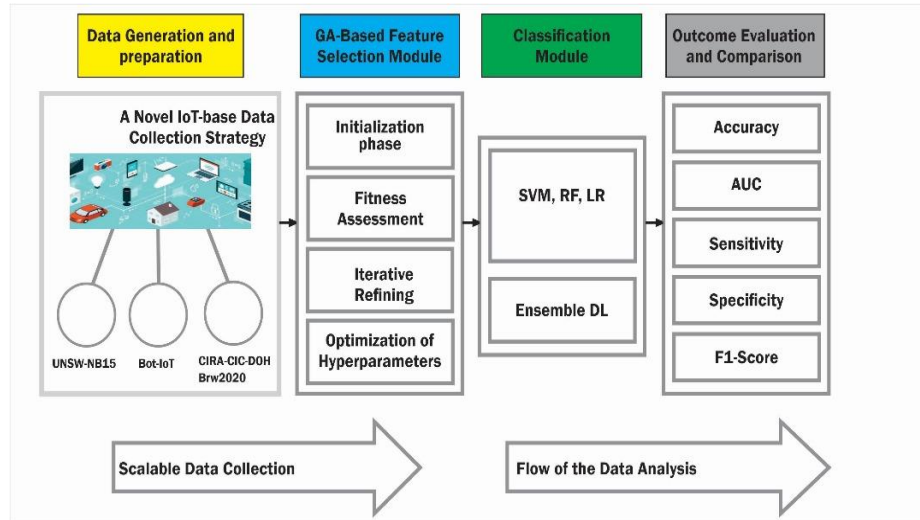 Data Generation and
preparation
GA-Based Feature
Selection Module
Classification
Module
Outcome Evaluation
and Comparison
A Novel IoT-base Data
Collection Strategy
UNSW-NB15
Bot-IoT
CIRA-CIC-DOH
Brw2020
Initialization
phase
Fitness
Assessment
Iterative
Refining
Optimization of
Hyperparameters
SVM, RF, LR
Ensemble DL
Accuracy
AUC
Sensitivity
Specificity
F1-Score
Scalable Data Collection
Flow of the Data Analysis